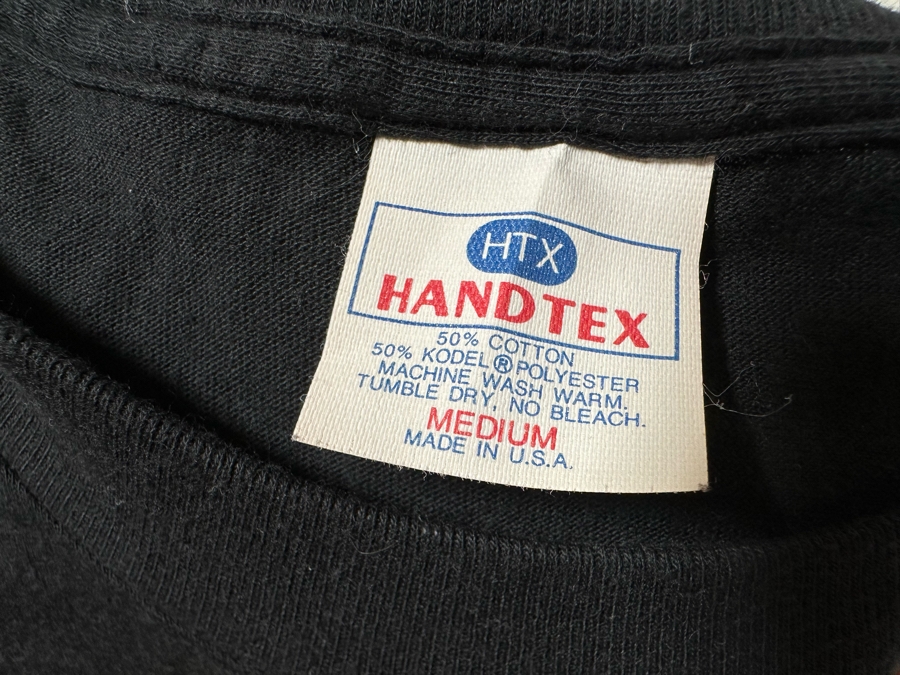 HTX
HANDTEX
50% COTTON
50% KODEL® POLYESTER
MACHINE WASH WARM.
TUMBLE DRY, NO BLEACH.
MEDIUM
MADE IN U.S.A.